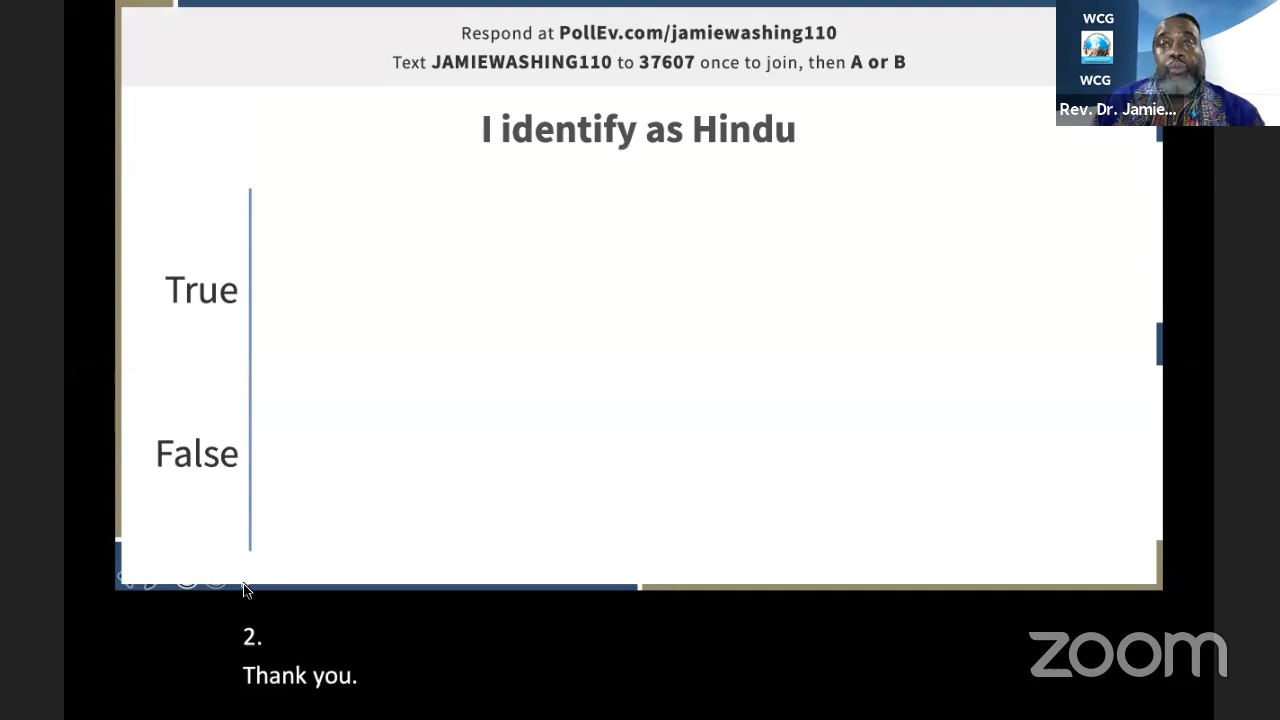 Respond at PollEv.com/jamiewashing110
Text JAMIEWASHING110 to 37607 once to join, then A or B
WCG
WCG
Rev. Dr. Jamie...
I identify as Hindu
True
False
2.
Thank you.
zoom